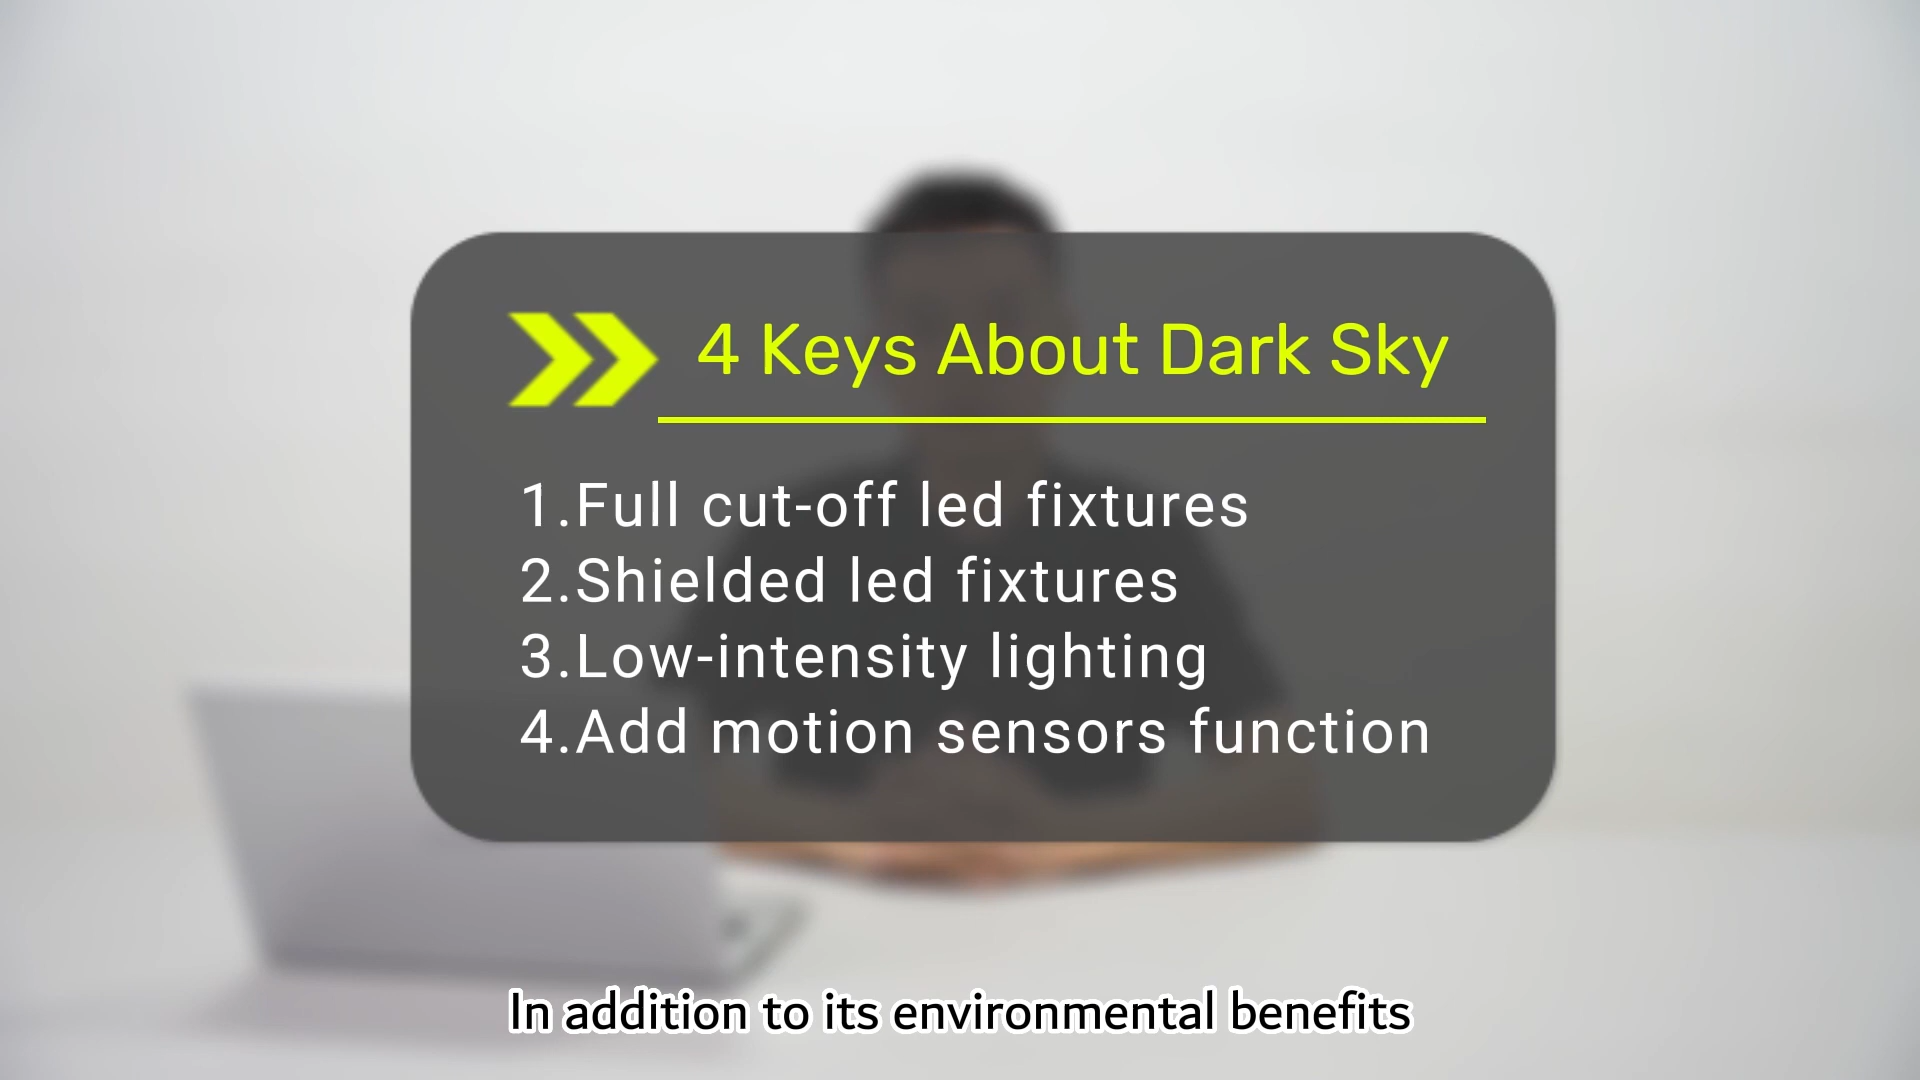 4 Keys About Dark Sky
1.Full cut-off led fixtures
2.Shielded led fixtures
3.Low-intensity lighting
4.Add motion sensors function
In addition to its environmental benefits